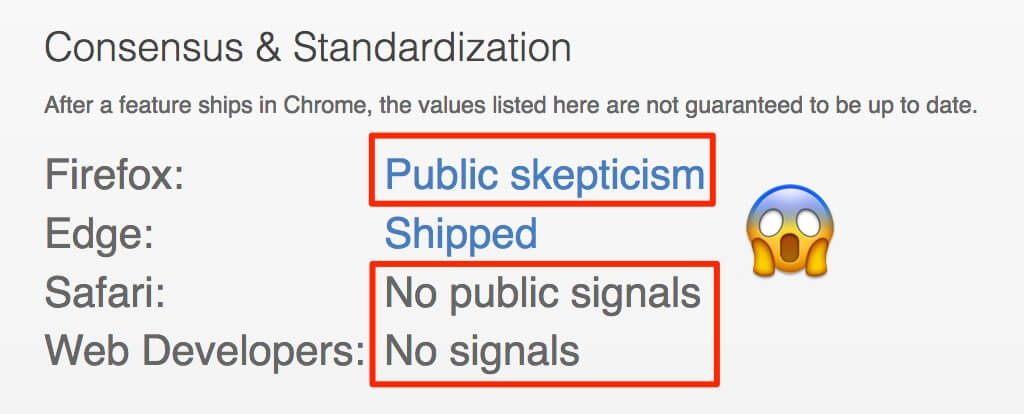 Consensus & Standardization
After a feature ships in Chrome, the values listed here are not guaranteed to be up to date.
Firefox: Public skepticism
Edge: Shipped
Safari: No public signals
Web Developers: No signals